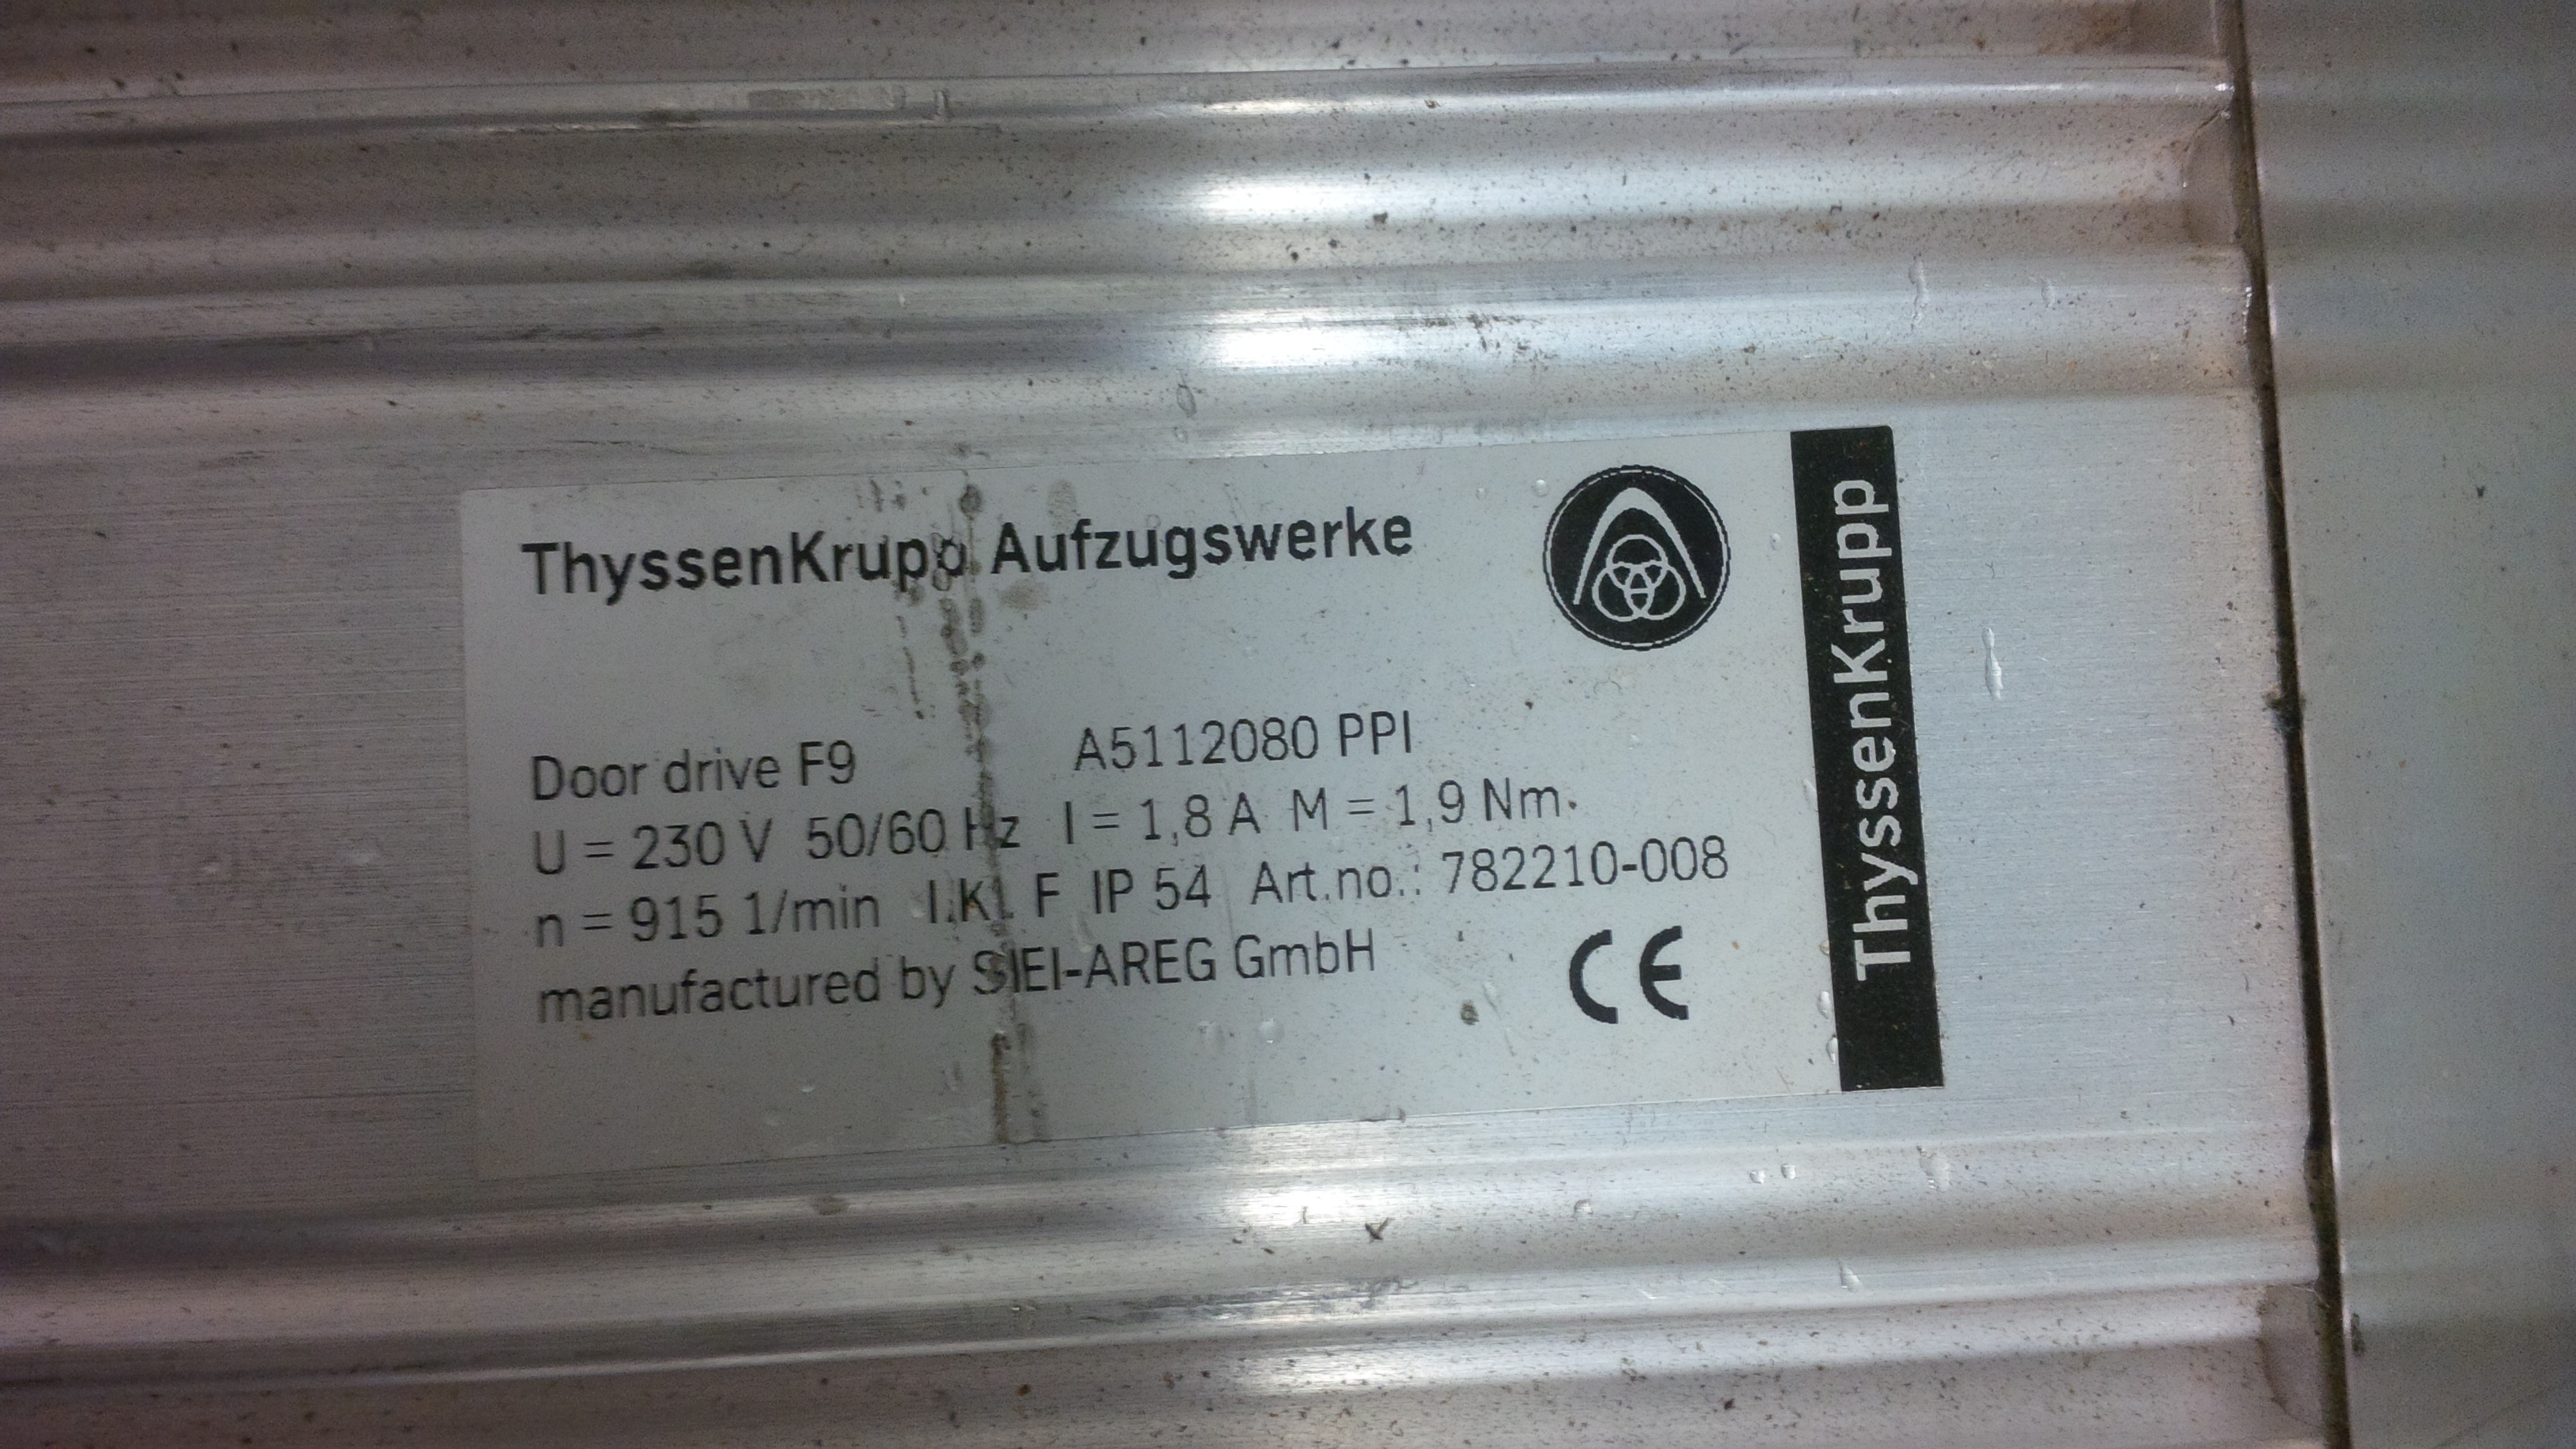 ThyssenKrupp Aufzugswerke
Door drive F9 A5112080 PPI
U = 230 V 50/60 Hz I = 1,8 A M = 1,9 Nm
n = 915 1/min I.Kl. F IP 54 Art.no.: 782210-008
manufactured by SIEI-AREG GmbH
CE
ThyssenKrupp